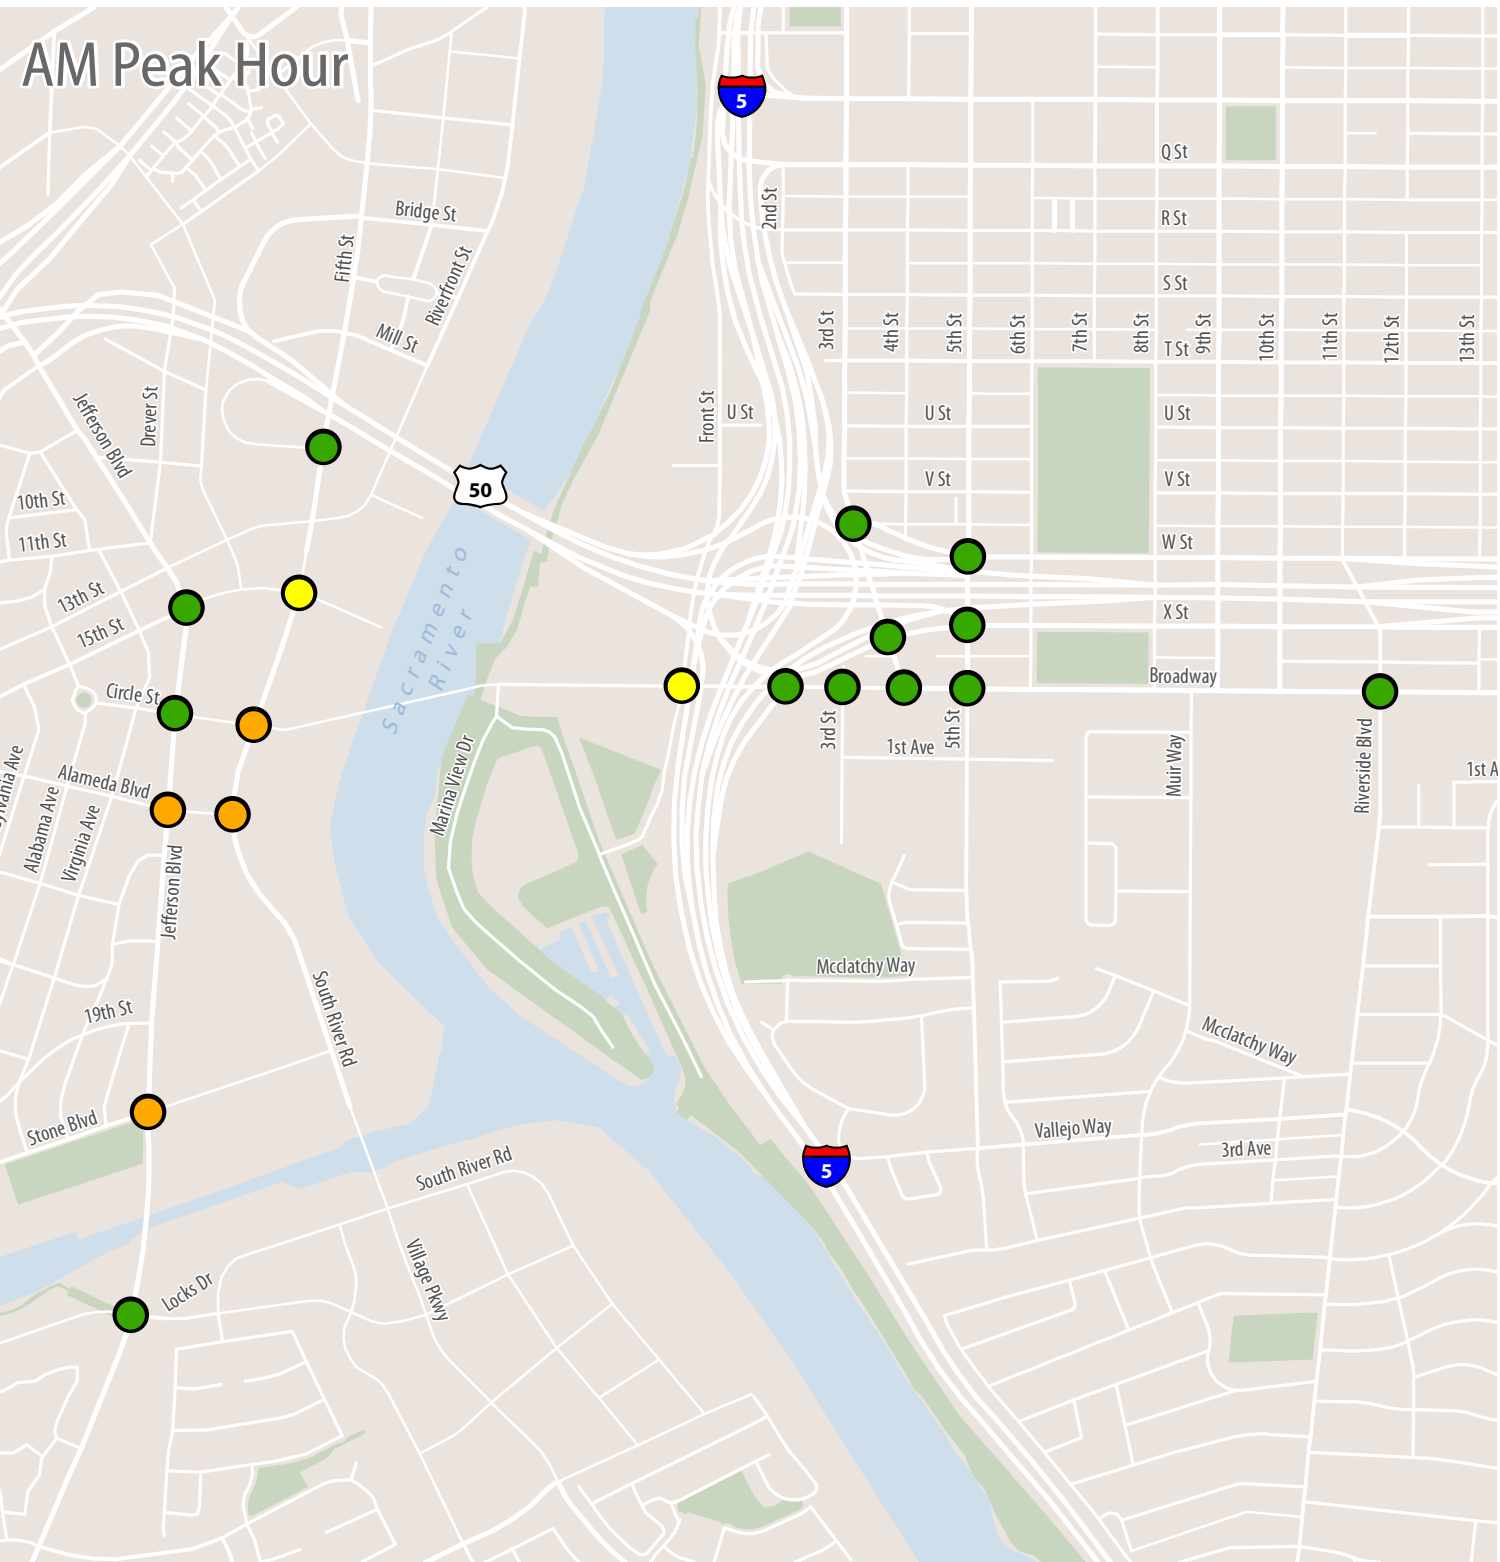 AM Peak Hour
5
Q St
2nd St
R St
Bridge St
Fifth St
Riverfront St
S St
Mill St
3rd St
4th St
5th St
6th St
7th St
8th St
9th St
10th St
11th St
12th St
13th St
T St
Jefferson Blvd
Drever St
Front St
U St
U St
U St
V St
V St
50
10th St
11th St
W St
Sacramento
River
13th St
15th St
X St
Broadway
Circle St
3rd St
5th St
1st Ave
Muir Way
Riverside Blvd
1st A
Marina View Dr
Alameda Blvd
ylvania Ave
Alabama Ave
Virginia Ave
Jefferson Blvd
Mcclatchy Way
South River Rd
19th St
Mcclatchy Way
Stone Blvd
Vallejo Way
3rd Ave
South River Rd
5
Village Pkwy
Locks Dr